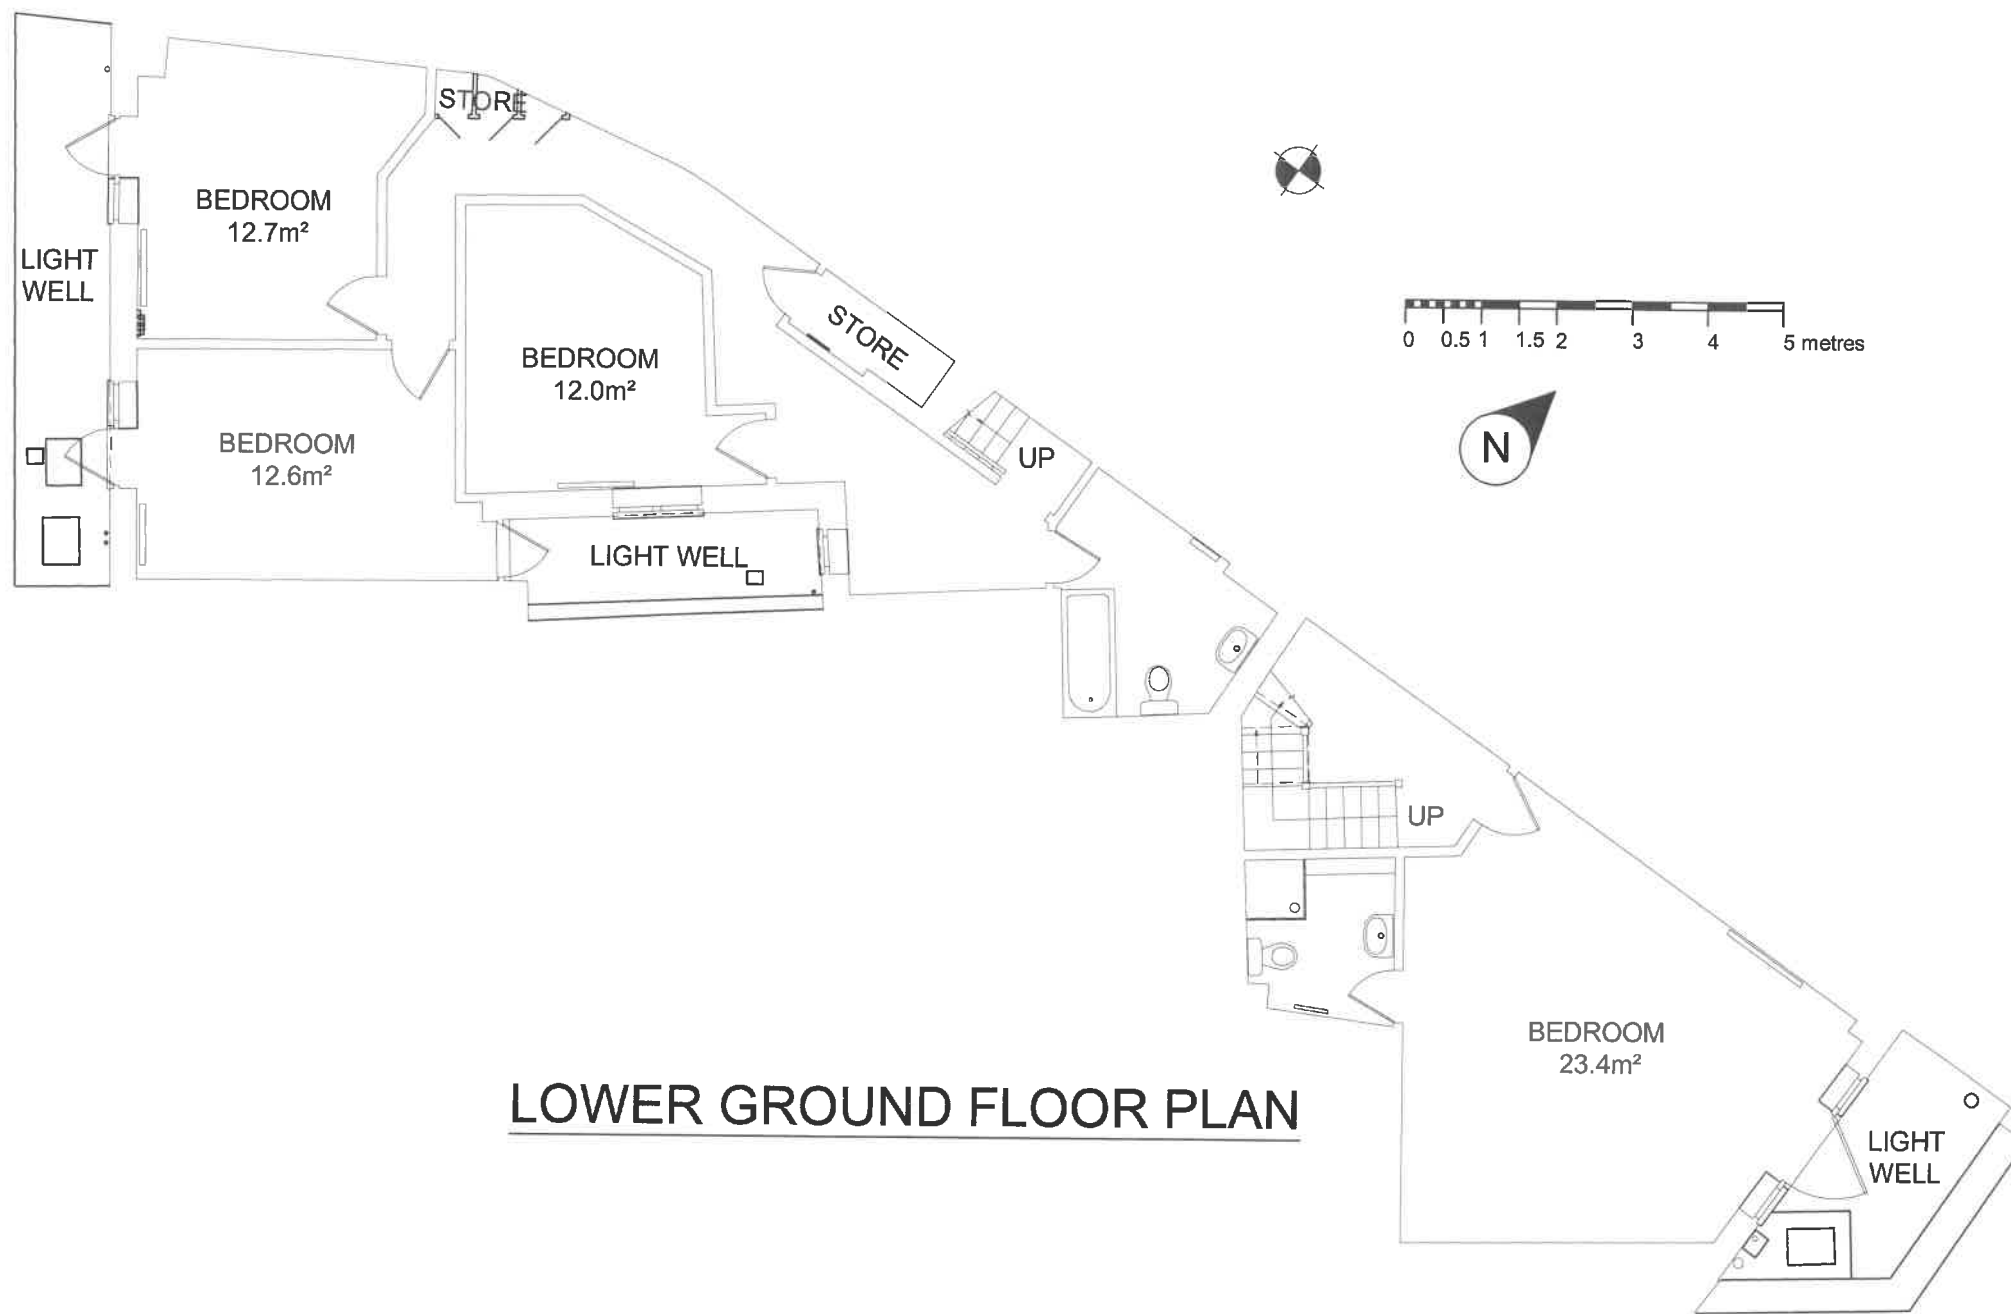 STORE
BEDROOM
12.7m²
LIGHT
WELL
STORE
0 0.5 1 1.5 2 3 4 5 metres
BEDROOM
12.0m²
N
BEDROOM
12.6m²
UP
LIGHT WELL
UP
BEDROOM
23.4m²
LOWER GROUND FLOOR PLAN
LIGHT
WELL